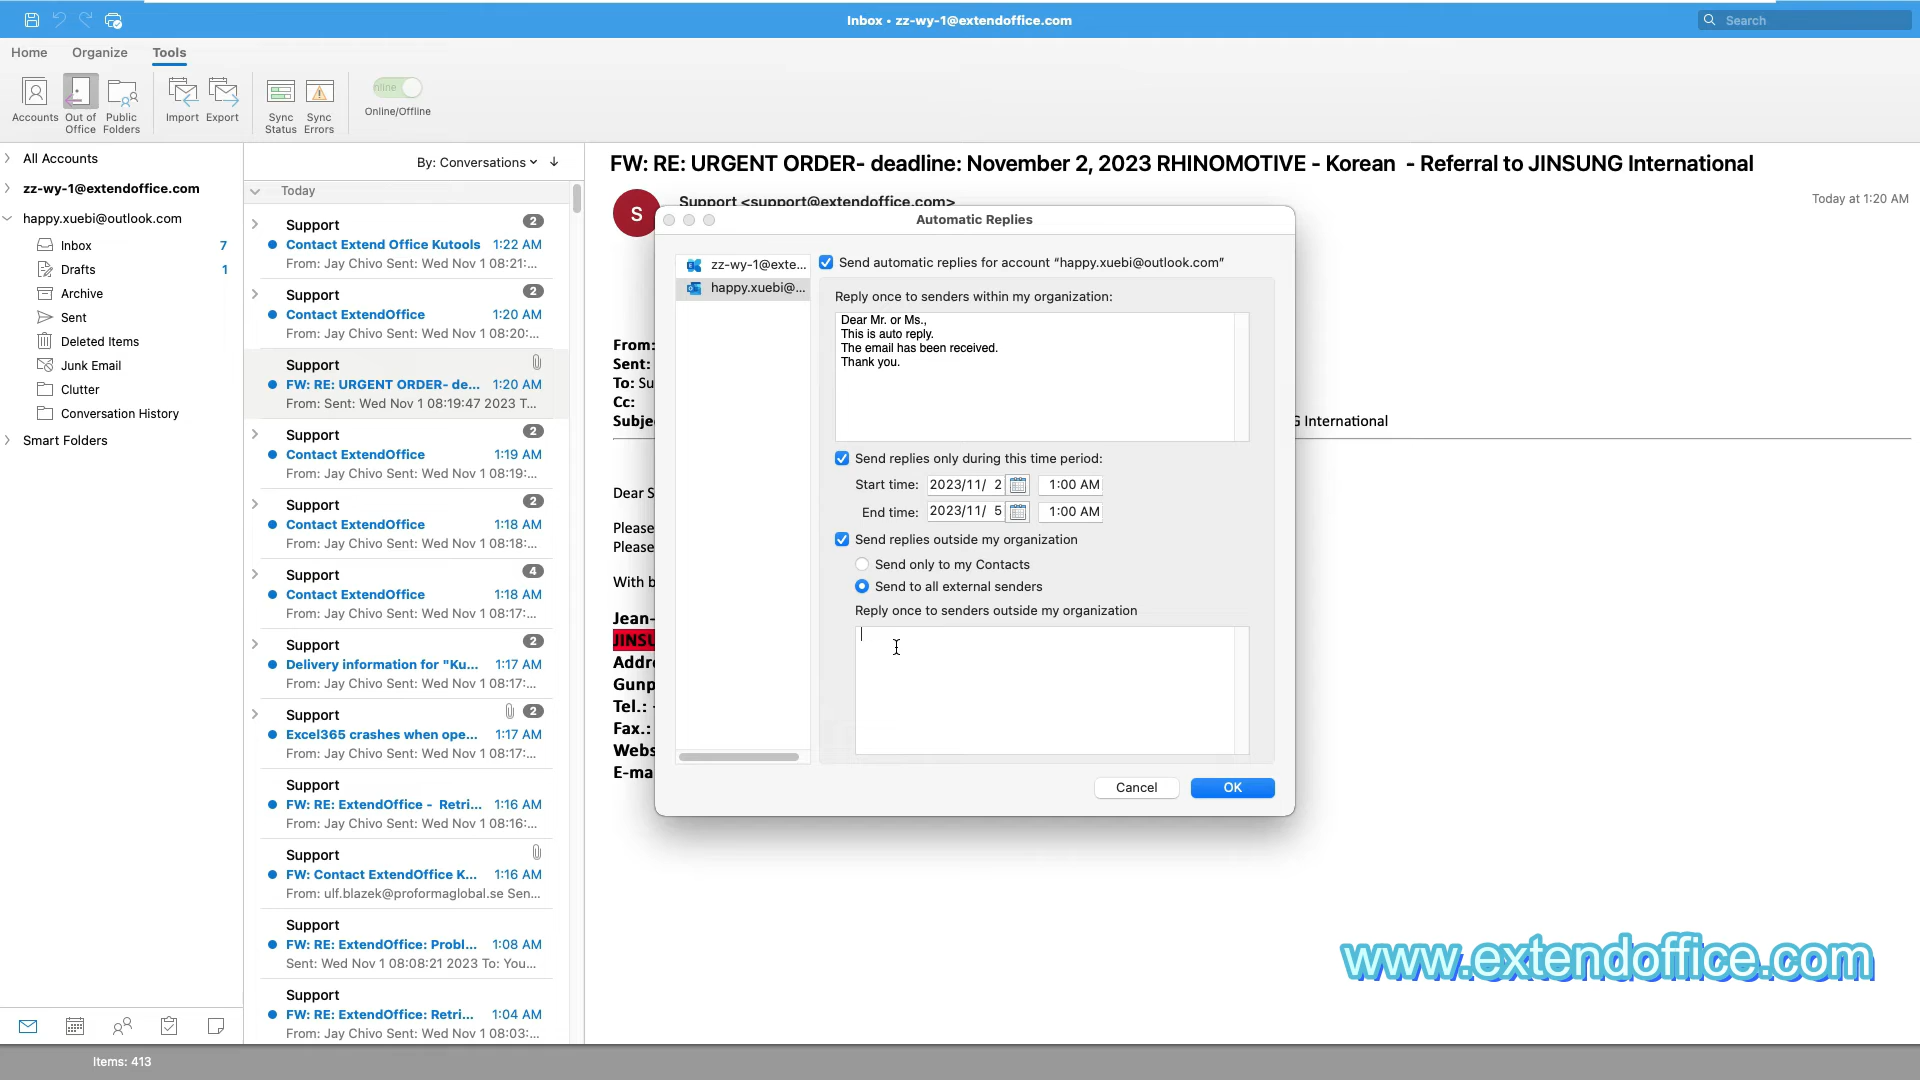 Inbox • zz-wy-1@extendoffice.com
Search
Home
Organize
Tools
Accounts
Out of
Office
Public
Folders
Import
Export
Sync
Status
Sync
Errors
Online/Offline
All Accounts
zz-wy-1@extendoffice.com
happy.xuebi@outlook.com
Inbox 7
Drafts 1
Archive
Sent
Deleted Items
Junk Email
Clutter
Conversation History
Smart Folders
Items: 413
By: Conversations
Today
Support 2
Contact Extend Office Kutools 1:22 AM
From: Jay Chivo Sent: Wed Nov 1 08:21:...
Support 2
Contact ExtendOffice 1:20 AM
From: Jay Chivo Sent: Wed Nov 1 08:20:...
Support
FW: RE: URGENT ORDER- de... 1:20 AM
From: Sent: Wed Nov 1 08:19:47 2023 T...
Support 2
Contact ExtendOffice 1:19 AM
From: Jay Chivo Sent: Wed Nov 1 08:19:...
Support 2
Contact ExtendOffice 1:18 AM
From: Jay Chivo Sent: Wed Nov 1 08:18:...
Support 4
Contact ExtendOffice 1:18 AM
From: Jay Chivo Sent: Wed Nov 1 08:17:...
Support 2
Delivery information for "Ku... 1:17 AM
From: Jay Chivo Sent: Wed Nov 1 08:17:...
Support 2
Excel365 crashes when ope... 1:17 AM
From: Jay Chivo Sent: Wed Nov 1 08:17:...
Support
FW: RE: ExtendOffice - Retri... 1:16 AM
From: Jay Chivo Sent: Wed Nov 1 08:16:...
Support
FW: Contact ExtendOffice K... 1:16 AM
From: ulf.blazek@proformaglobal.se Sen...
Support
FW: RE: ExtendOffice: Probl... 1:08 AM
Sent: Wed Nov 1 08:08:21 2023 To: You...
Support
FW: RE: ExtendOffice: Retri... 1:04 AM
From: Jay Chivo Sent: Wed Nov 1 08:03:...
FW: RE: URGENT ORDER- deadline: November 2, 2023 RHINOMOTIVE - Korean - Referral to JINSUNG International
S
Support <support@extendoffice.com>
Today at 1:20 AM
From:
Sent:
To: Su
Cc:
Subje
G International
Dear S
Please
Please
With b
Jean-
JINSU
Addre
Gunp
Tel.:
Fax.:
Webs
E-ma
Automatic Replies
zz-wy-1@exte...
happy.xuebi@...
Send automatic replies for account “happy.xuebi@outlook.com”
Reply once to senders within my organization:
Dear Mr. or Ms.,
This is auto reply.
The email has been received.
Thank you.
Send replies only during this time period:
Start time: 2023/11/ 2 1:00 AM
End time: 2023/11/ 5 1:00 AM
Send replies outside my organization
Send only to my Contacts
Send to all external senders
Reply once to senders outside my organization
Cancel
OK
www.extendoffice.com